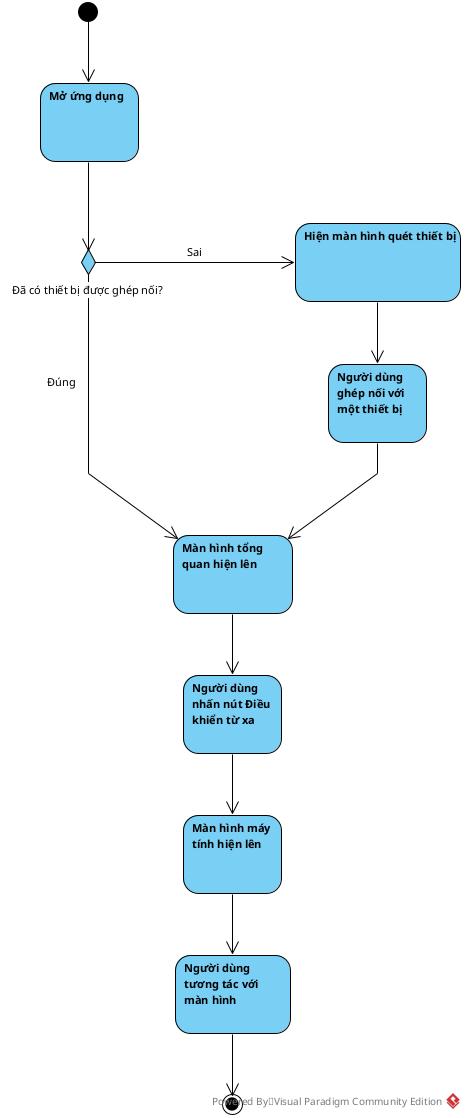 Mở ứng dụng
Hiện màn hình quét thiết bị
Sai
Đã có thiết bị được ghép nối?
Người dùng
ghép nối với
một thiết bị
Đúng
Màn hình tổng
quan hiện lên
Người dùng
nhấn nút Điều
khiển từ xa
Màn hình máy
tính hiện lên
Người dùng
tương tác với
màn hình
Powered By Visual Paradigm Community Edition